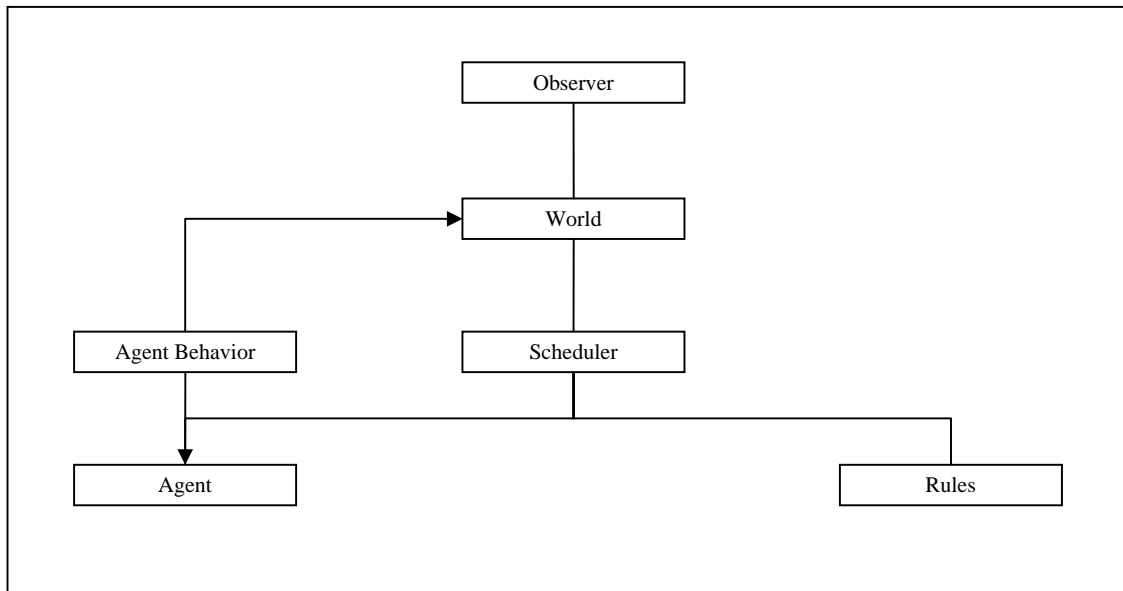 Observer
World
Agent Behavior
Scheduler
Agent
Rules